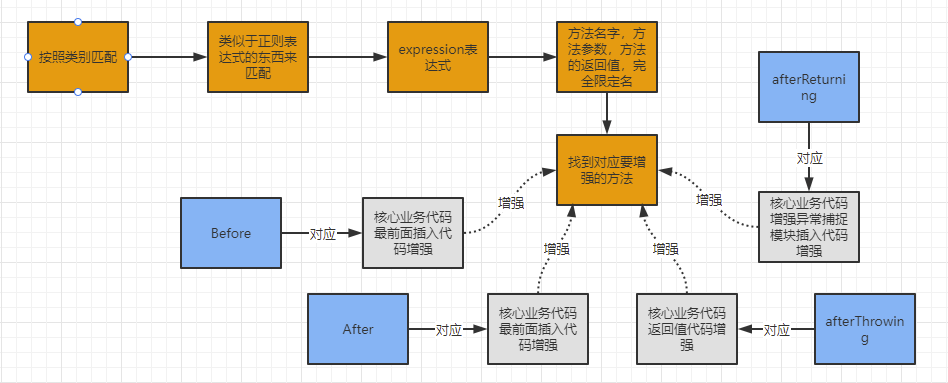 按照类别匹配
类似于正则表
达式的东西来
匹配
expression表
达式
方法名字，方
法参数，方法
的返回值，完
全限定名
afterReturni
ng
对应
找到对应要增
强的方法
核心业务代码
增强异常捕捉
模块插入代码
增强
增强
增强
Before
对应
核心业务代码
最前面插入代
码增强
增强
增强
After
对应
核心业务代码
最前面插入代
码增强
核心业务代码
返回值代码增
强
对应
afterThrowin
g